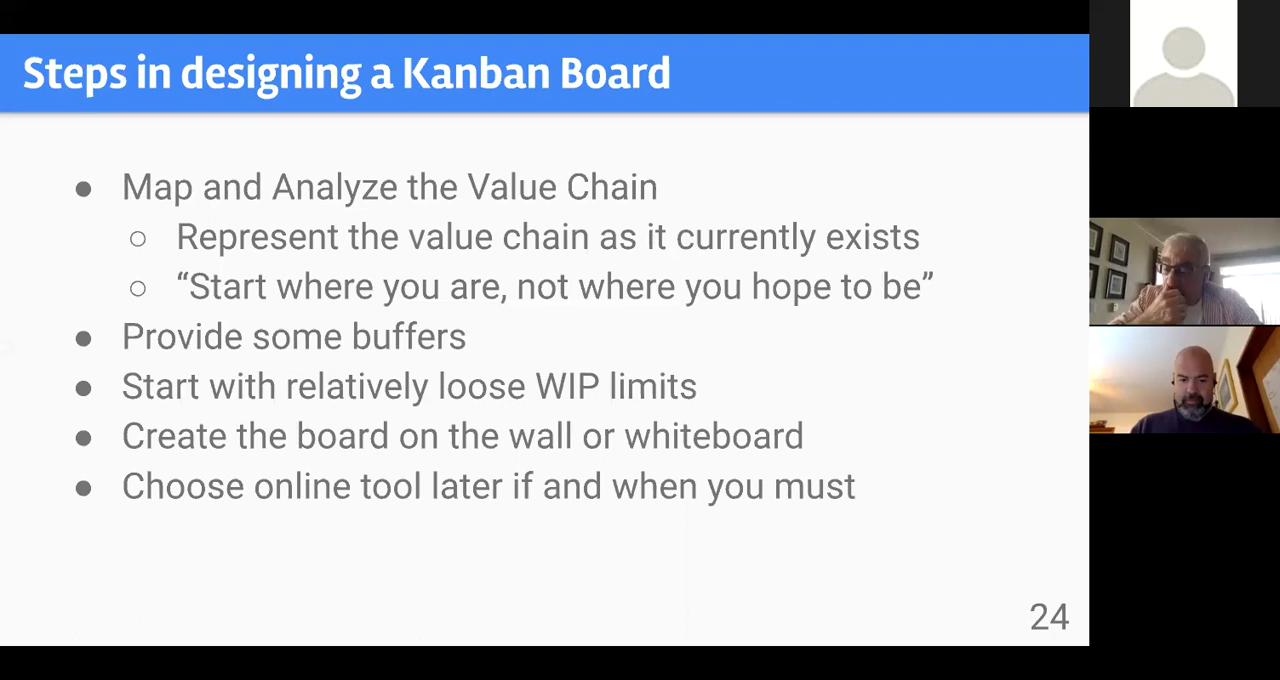 Steps in designing a Kanban Board
● Map and Analyze the Value Chain
○ Represent the value chain as it currently exists
○ “Start where you are, not where you hope to be”
● Provide some buffers
● Start with relatively loose WIP limits
● Create the board on the wall or whiteboard
● Choose online tool later if and when you must
24